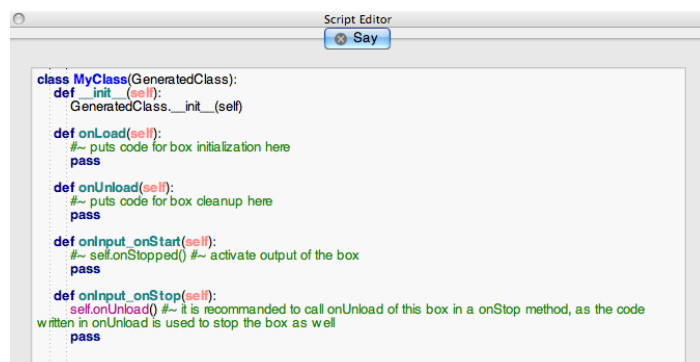 Script Editor
Say
class MyClass(GeneratedClass):
def __init__(self):
GeneratedClass.__init__(self)
def onLoad(self):
#~ puts code for box initialization here
pass
def onUnload(self):
#~ puts code for box cleanup here
pass
def onInput_onStart(self):
#~ self.onStopped() #~ activate output of the box
pass
def onInput_onStop(self):
self.onUnload() #~ it is recommanded to call onUnload of this box in a onStop method, as the code
written in onUnload is used to stop the box as well
pass